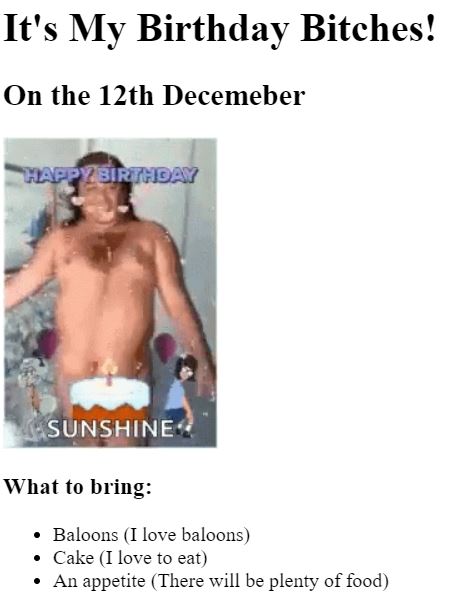 It's My Birthday Bitches!
On the 12th Decemeber
HAPPY BIRTHDAY
SUNSHINE
What to bring:
Baloons (I love baloons)
Cake (I love to eat)
An appetite (There will be plenty of food)